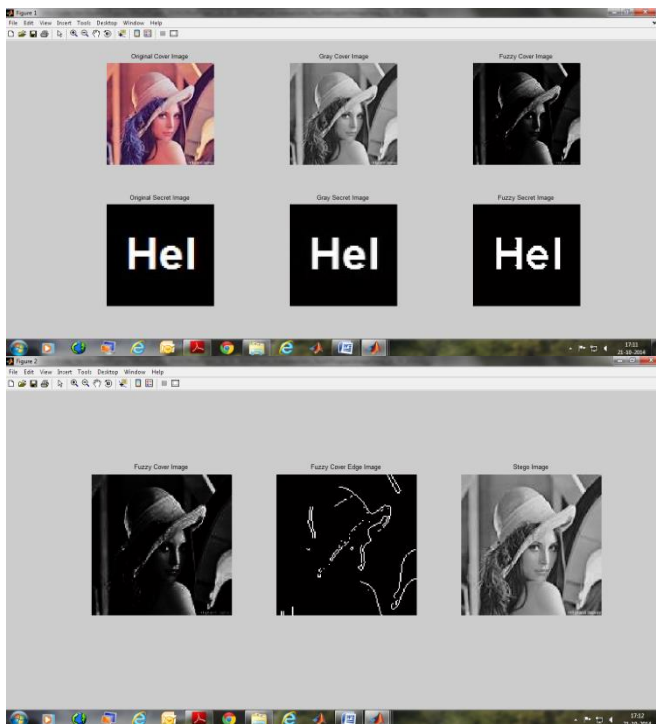 Figure 1
File Edit View Insert Tools Desktop Window Help
Original Cover Image Gray Cover Image Fuzzy Cover Image
Original Secret Image Gray Secret Image Fuzzy Secret Image
Hel Hel Hel
17:11
21-10-2014
Figure 2
File Edit View Insert Tools Desktop Window Help
Fuzzy Cover Image Fuzzy Cover Edge Image Stego Image
17:12
21-10-2014